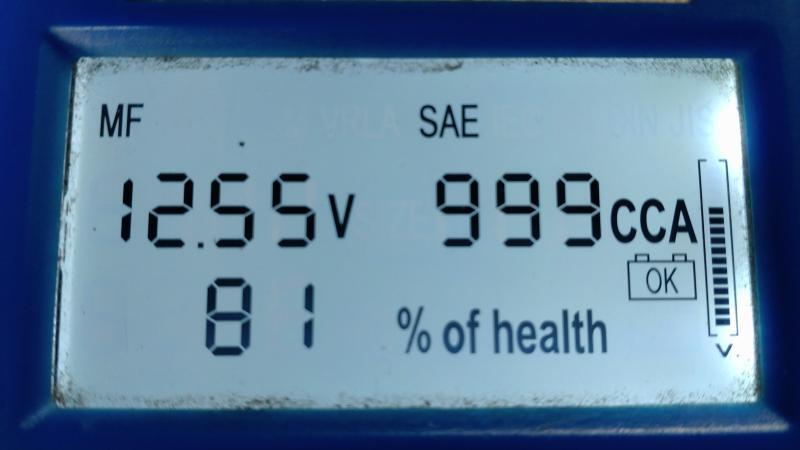 MF SAE
12.55 V 999 CCA
OK
81 % of health